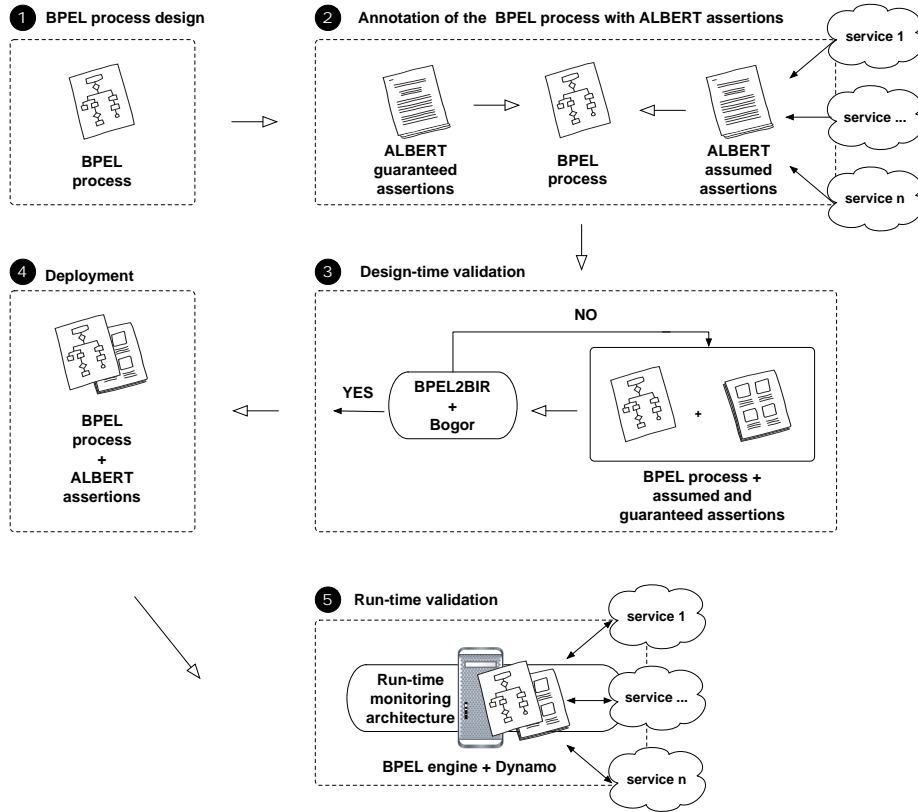 1 BPEL process design
BPEL
process
2 Annotation of the BPEL process with ALBERT assertions
ALBERT
guaranteed
assertions
BPEL
process
ALBERT
assumed
assertions
service 1
service ...
service n
3 Design-time validation
NO
YES
BPEL2BIR
+
Bogor
+
BPEL process +
assumed and
guaranteed assertions
4 Deployment
BPEL
process
+
ALBERT
assertions
5 Run-time validation
Run-time
monitoring
architecture
BPEL engine + Dynamo
service 1
service ...
service n